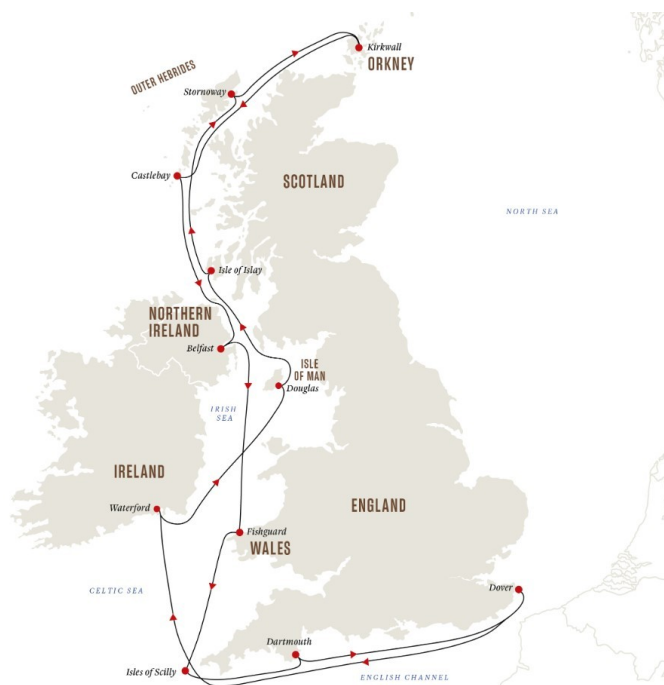 Kirkwall
ORKNEY
OUTER HEBRIDES
Stornoway
Castlebay
SCOTLAND
NORTH SEA
Isle of Islay
NORTHERN
IRELAND
Belfast
ISLE
OF MAN
Douglas
IRISH
SEA
IRELAND
Waterford
ENGLAND
Fishguard
WALES
CELTIC SEA
Dover
Dartmouth
Isles of Scilly
ENGLISH CHANNEL